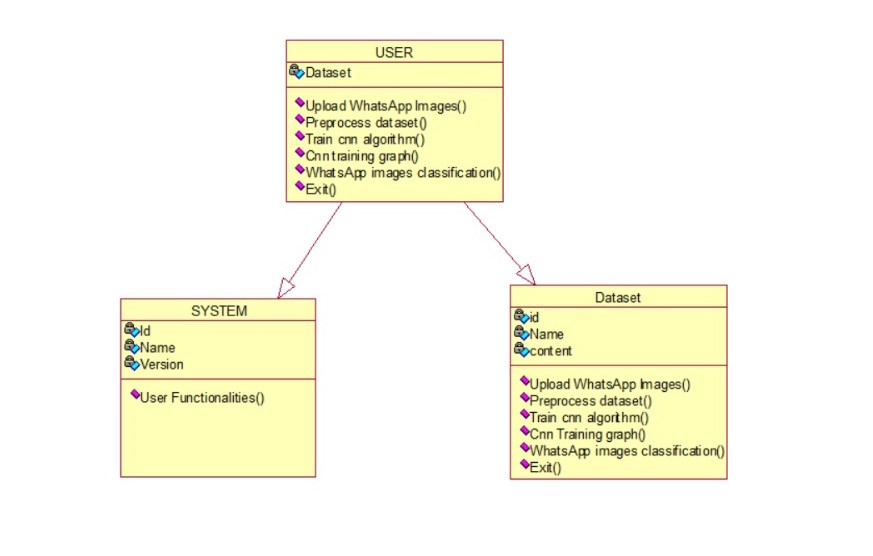 USER
Dataset
Upload WhatsApp Images()
Preprocess dataset()
Train cnn algorithm()
Cnn training graph()
WhatsApp images classification()
Exit()
SYSTEM
Id
Name
Version
User Functionalities()
Dataset
id
Name
content
Upload WhatsApp Images()
Preprocess dataset()
Train cnn algorithm()
Cnn Training graph()
WhatsApp images classification()
Exit()